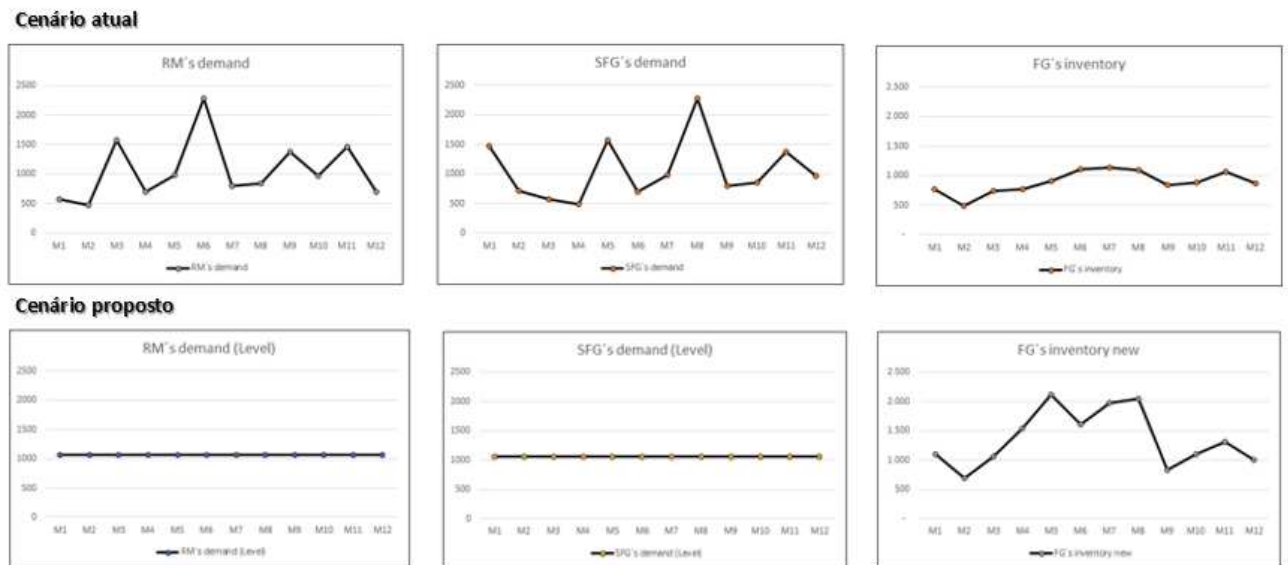 Cenário atual
RM´s demand
2500
2000
1500
1000
500
0
M1 M2 M3 M4 M5 M6 M7 M8 M9 M10 M11 M12
RM´s demand
SFG´s demand
2500
2000
1500
1000
500
0
M1 M2 M3 M4 M5 M6 M7 M8 M9 M10 M11 M12
SFG´s demand
FG´s inventory
2.500
2.000
1.500
1.000
500
-
M1 M2 M3 M4 M5 M6 M7 M8 M9 M10 M11 M12
FG´s inventory
Cenário proposto
RM´s demand (Level)
2500
2000
1500
1000
500
0
M1 M2 M3 M4 M5 M6 M7 M8 M9 M10 M11 M12
RM´s demand (Level)
SFG´s demand (Level)
2500
2000
1500
1000
500
0
M1 M2 M3 M4 M5 M6 M7 M8 M9 M10 M11 M12
SFG´s demand (Level)
FG´s inventory new
2.500
2.000
1.500
1.000
500
-
M1 M2 M3 M4 M5 M6 M7 M8 M9 M10 M11 M12
FG´s inventory new